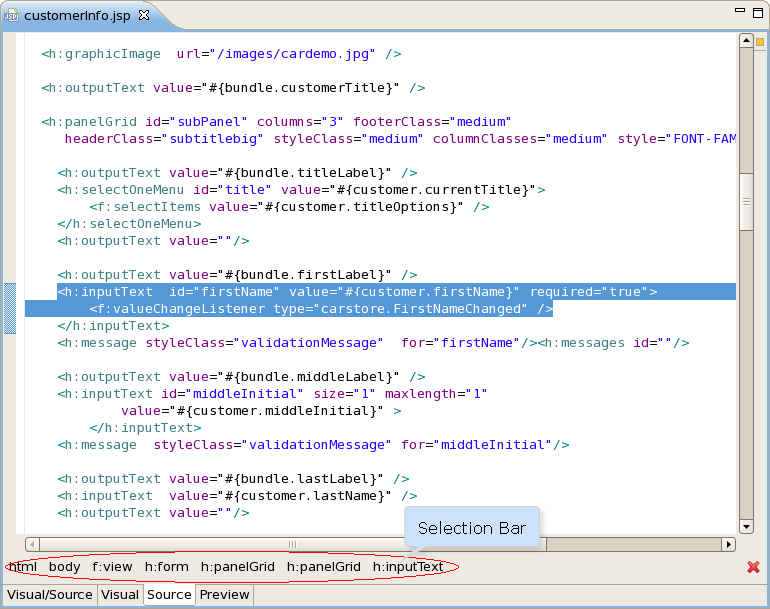 customerInfo.jsp
<h:graphicImage  url="/images/cardemo.jpg" />
<h:outputText value="#{bundle.customerTitle}" />
<h:panelGrid id="subPanel" columns="3" footerClass="medium"
headerClass="subtitlebig" styleClass="medium" columnClasses="medium" style="FONT-FAM
<h:outputText value="#{bundle.titleLabel}" />
<h:selectOneMenu id="title" value="#{customer.currentTitle}">
<f:selectItems value="#{customer.titleOptions}" />
</h:selectOneMenu>
<h:outputText value=""/>
<h:outputText value="#{bundle.firstLabel}" />
<h:inputText  id="firstName" value="#{customer.firstName}" required="true">
<f:valueChangeListener type="carstore.FirstNameChanged" />
</h:inputText>
<h:message styleClass="validationMessage"  for="firstName"/><h:messages id=""/>
<h:outputText value="#{bundle.middleLabel}" />
<h:inputText id="middleInitial" size="1" maxlength="1"
value="#{customer.middleInitial}" >
</h:inputText>
<h:message  styleClass="validationMessage" for="middleInitial"/>
<h:outputText value="#{bundle.lastLabel}" />
<h:inputText  value="#{customer.lastName}" />
<h:outputText value=""/>
Selection Bar
html body f:view h:form h:panelGrid h:panelGrid h:inputText
Visual/Source Visual Source Preview